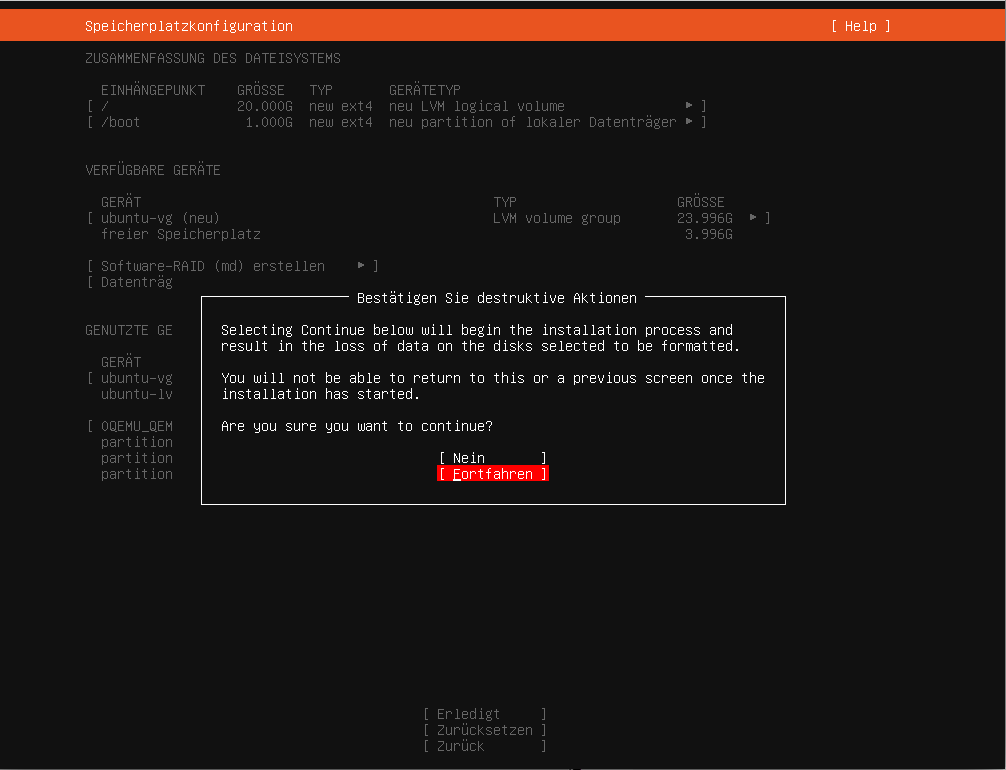 Speicherplatzkonfiguration [ Help ]
ZUSAMMENFASSUNG DES DATEISYSTEMS
EINHÄNGEPUNKT GRÖSSE TYP GERÄTETYP
[ / 20.000G new ext4 neu LVM logical volume ▸ ]
[ /boot 1.000G new ext4 neu partition of lokaler Datenträger ▸ ]
VERFÜGBARE GERÄTE
GERÄT TYP GRÖSSE
[ ubuntu-vg (neu) LVM volume group 23.996G ▸ ]
freier Speicherplatz 3.996G
[ Software-RAID (md) erstellen ▸ ]
[ Datenträg
Bestätigen Sie destruktive Aktionen
GENUTZTE GE
Selecting Continue below will begin the installation process and
result in the loss of data on the disks selected to be formatted.
GERÄT
[ ubuntu-vg
ubuntu-lv
You will not be able to return to this or a previous screen once the
installation has started.
[ OQEMU_QEM
partition
partition
partition
Are you sure you want to continue?
[ Nein ]
[ Fortfahren ]
[ Erledigt ]
[ Zurücksetzen ]
[ Zurück ]